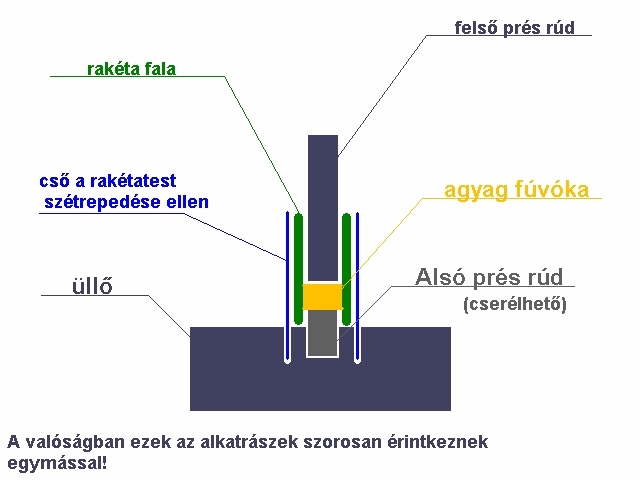 felső prés rúd
rakéta fala
cső a rakétatest
szétrepedése ellen
agyag fúvóka
üllő
Alsó prés rúd
(cserélhető)
A valóságban ezek az alkatrászek szorosan érintkeznek
egymással!